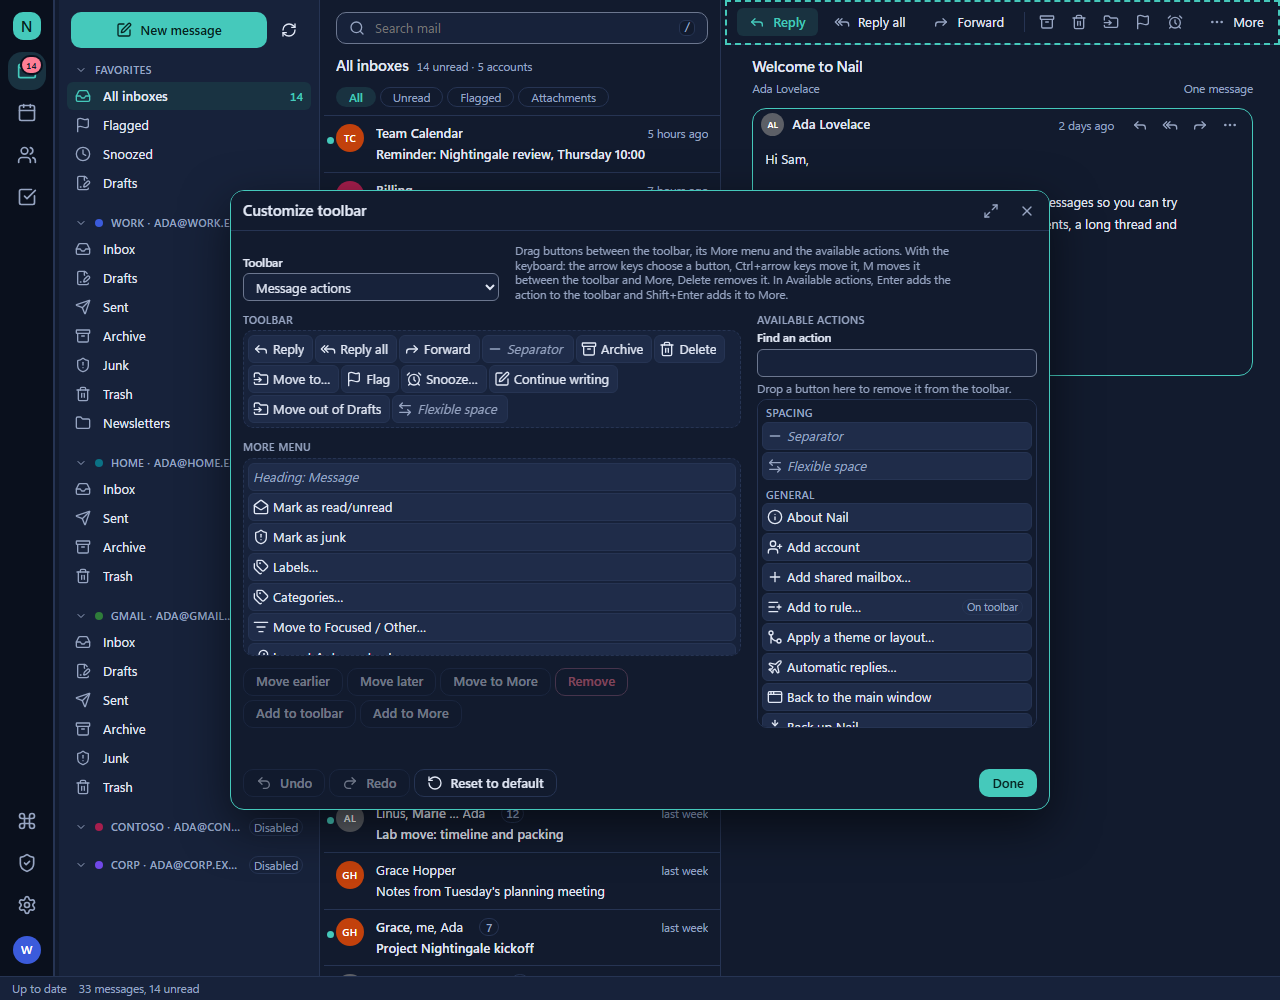 N
New message
Search mail
/
Reply
Reply all
Forward
More
14
FAVORITES
All inboxes
14
Flagged
Snoozed
Drafts
WORK · ADA@WORK.E
Inbox
Drafts
Sent
Archive
Junk
Trash
Newsletters
HOME · ADA@HOME.E
Inbox
Sent
Archive
Trash
GMAIL · ADA@GMAIL...
Inbox
Drafts
Sent
Archive
Junk
Trash
CONTOSO · ADA@CON...
Disabled
CORP · ADA@CORP.EX...
Disabled
W
All inboxes
14 unread · 5 accounts
All
Unread
Flagged
Attachments
TC
Team Calendar
5 hours ago
Reminder: Nightingale review, Thursday 10:00
Billing
7 hours ago
Welcome to Nail
Ada Lovelace
One message
AL
Ada Lovelace
2 days ago
Hi Sam,
essages so you can try
ents, a long thread and
Customize toolbar
Toolbar
Message actions
Drag buttons between the toolbar, its More menu and the available actions. With the
keyboard: the arrow keys choose a button, Ctrl+arrow keys move it, M moves it
between the toolbar and More, Delete removes it. In Available actions, Enter adds the
action to the toolbar and Shift+Enter adds it to More.
TOOLBAR
Reply
Reply all
Forward
Separator
Archive
Delete
Move to...
Flag
Snooze...
Continue writing
Move out of Drafts
Flexible space
MORE MENU
Heading: Message
Mark as read/unread
Mark as junk
Labels...
Categories...
Move to Focused / Other...
Move earlier
Move later
Move to More
Remove
Add to toolbar
Add to More
AVAILABLE ACTIONS
Find an action
Drop a button here to remove it from the toolbar.
SPACING
Separator
Flexible space
GENERAL
About Nail
Add account
Add shared mailbox...
Add to rule...
On toolbar
Apply a theme or layout...
Automatic replies...
Back to the main window
Back up Nail
Undo
Redo
Reset to default
Done
AL
Linus, Marie ... Ada
12
last week
Lab move: timeline and packing
GH
Grace Hopper
last week
Notes from Tuesday's planning meeting
GH
Grace, me, Ada
7
last week
Project Nightingale kickoff
Up to date
33 messages, 14 unread